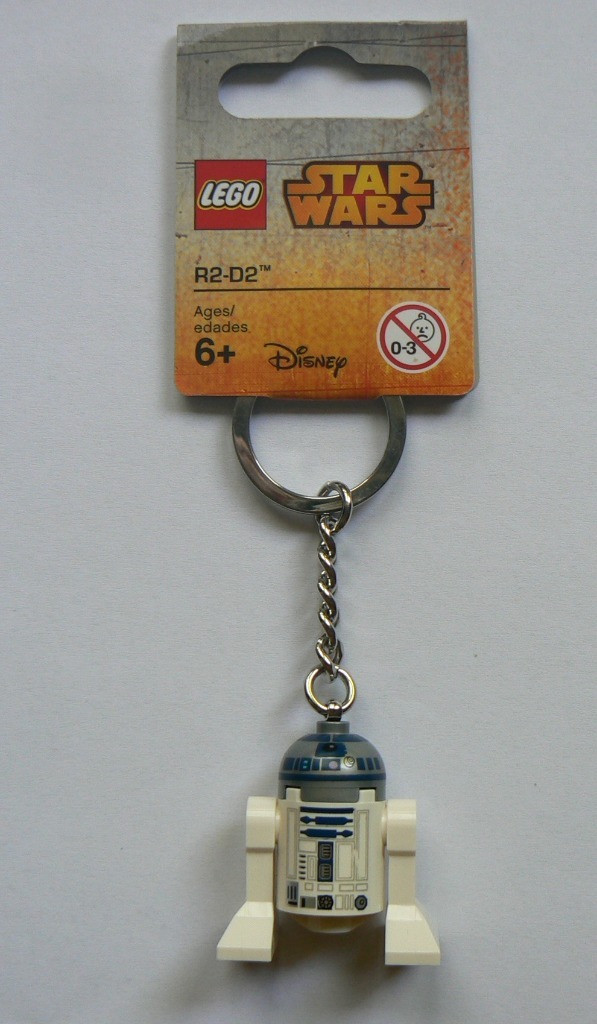 LEGO
STAR
WARS
R2-D2™
Ages/
edades
6+
Disney
0-3